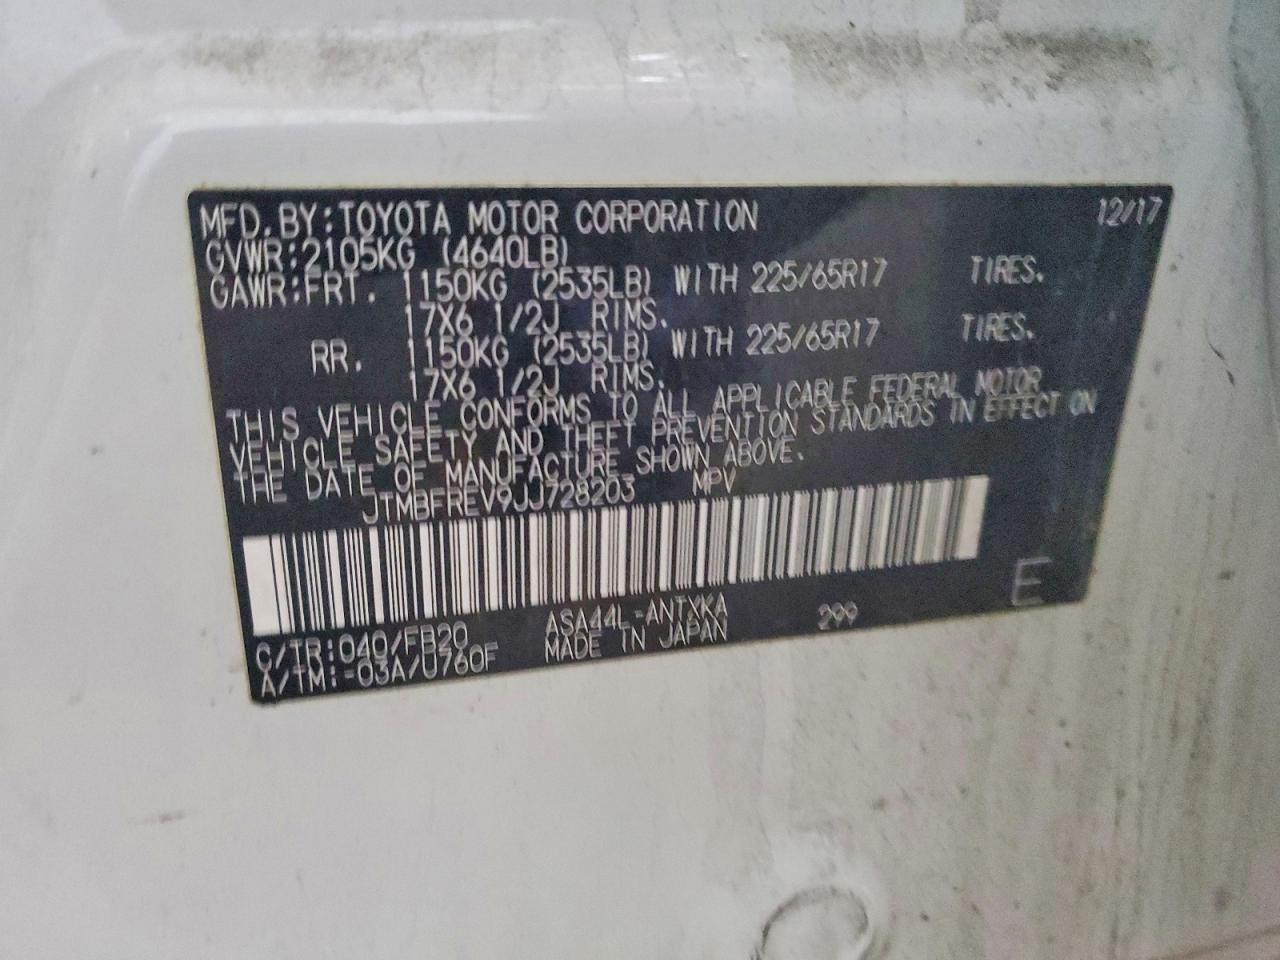 MFD.BY:TOYOTA MOTOR CORPORATION 12/17
GVWR:2105KG (4640LB)
GAWR:FRT. 1150KG (2535LB) WITH 225/65R17 TIRES.
17X6 1/2J RIMS.
RR. 1150KG (2535LB) WITH 225/65R17 TIRES.
17X6 1/2J RIMS.
THIS VEHICLE CONFORMS TO ALL APPLICABLE FEDERAL MOTOR
VEHICLE SAFETY AND THEFT PREVENTION STANDARDS IN EFFECT ON
THE DATE OF MANUFACTURE SHOWN ABOVE.
JTMBFREV9JJ728203 MPV
E
C/TR:040/FB20 ASA44L-ANTXKA 299
A/TM:-03A/U760F MADE IN JAPAN